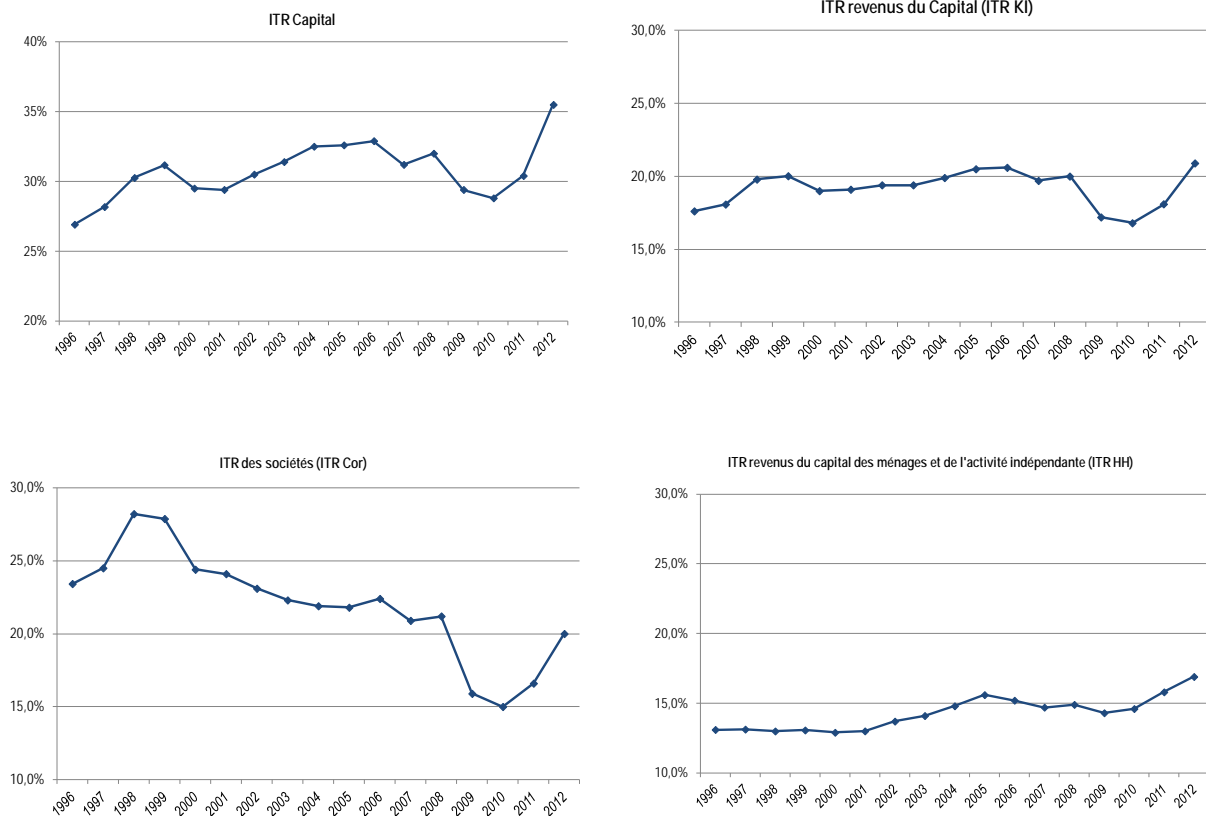 ITR Capital
40%
35%
30%
25%
20%
1996 1997 1998 1999 2000 2001 2002 2003 2004 2005 2006 2007 2008 2009 2010 2011 2012
ITR revenus du Capital (ITR KI)
30,0%
25,0%
20,0%
15,0%
10,0%
1996 1997 1998 1999 2000 2001 2002 2003 2004 2005 2006 2007 2008 2009 2010 2011 2012
ITR des sociétés (ITR Cor)
30,0%
25,0%
20,0%
15,0%
10,0%
1996 1997 1998 1999 2000 2001 2002 2003 2004 2005 2006 2007 2008 2009 2010 2011 2012
ITR revenus du capital des ménages et de l'activité indépendante (ITR HH)
30,0%
25,0%
20,0%
15,0%
10,0%
1996 1997 1998 1999 2000 2001 2002 2003 2004 2005 2006 2007 2008 2009 2010 2011 2012